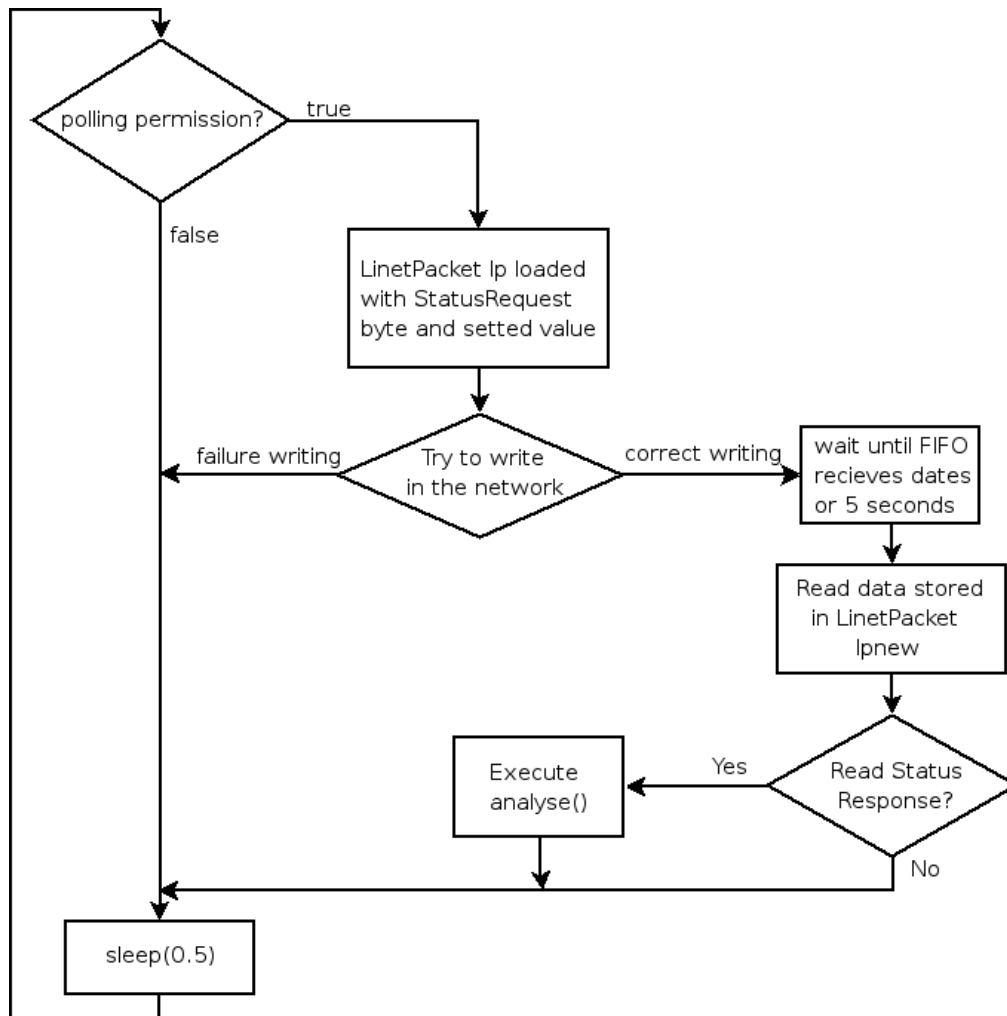 polling permission?
true
false
LinetPacket lp loaded
with StatusRequest
byte and setted value
failure writing
Try to write
in the network
correct writing
wait until FIFO
recieves dates
or 5 seconds
Read data stored
in LinetPacket
lpnew
Read Status
Response?
Yes
No
Execute
analyse()
sleep(0.5)